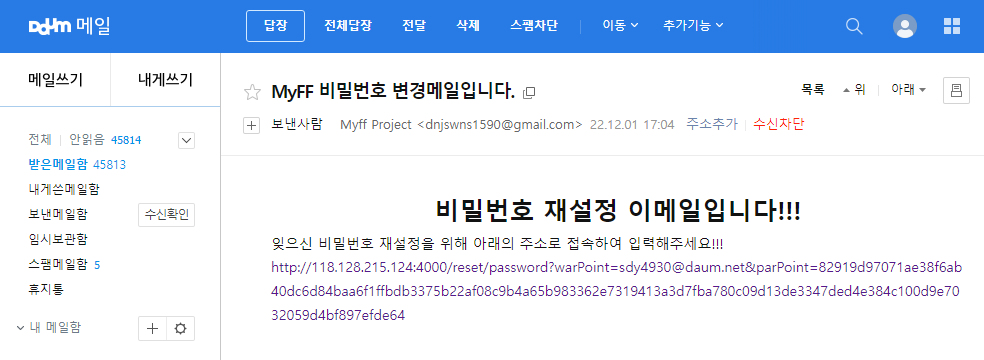 Daum 메일
답장 전체답장 전달 삭제 스팸차단 이동 추가기능
메일쓰기 내게쓰기
전체 안읽음 45814
받은메일함 45813
내게쓴메일함
보낸메일함 수신확인
임시보관함
스팸메일함 5
휴지통
내 메일함
MyFF 비밀번호 변경메일입니다.
목록 위 아래
보낸사람 Myff Project <dnjswns1590@gmail.com> 22.12.01 17:04 주소추가 수신차단
비밀번호 재설정 이메일입니다!!!
잊으신 비밀번호 재설정을 위해 아래의 주소로 접속하여 입력해주세요!!!
http://118.128.215.124:4000/reset/password?warPoint=sdy4930@daum.net&parPoint=82919d97071ae38f6ab
40dc6d84baa6f1ffbdb3375b22af08c9b4a65b983362e7319413a3d7fba780c09d13de3347ded4e384c100d9e70
32059d4bf897efde64